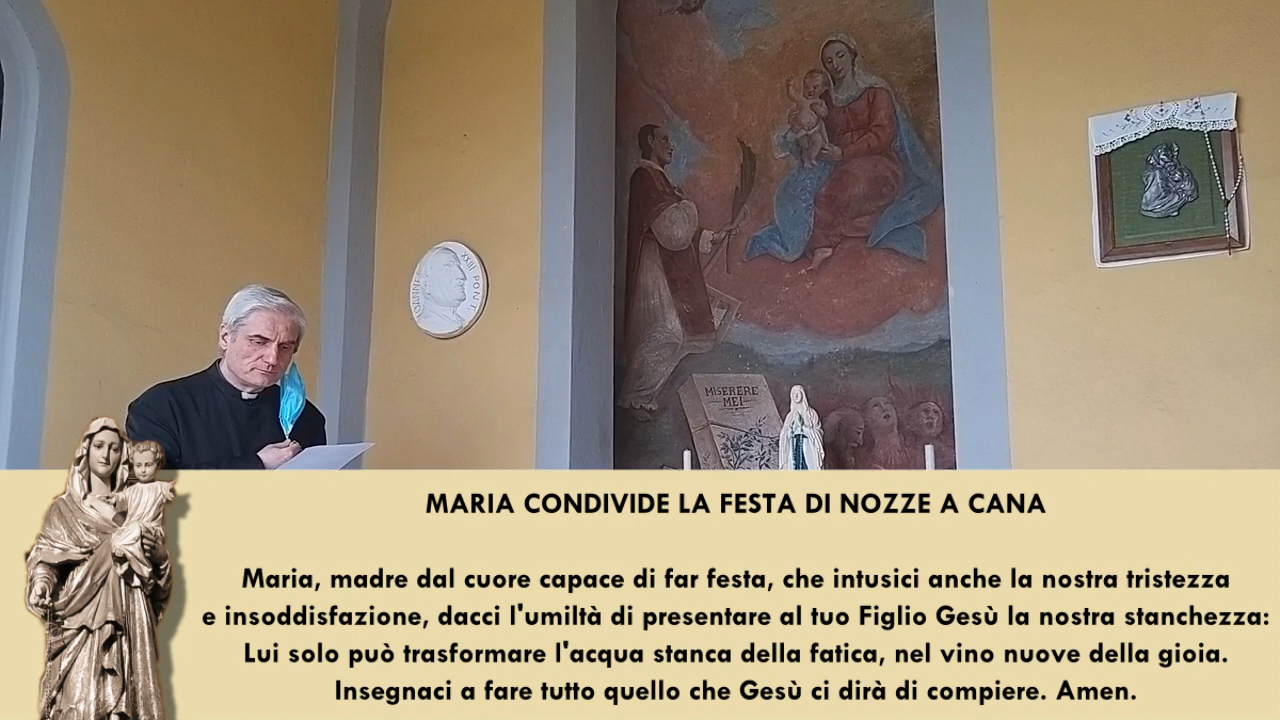 IOANNES XXIII PONT
MISERERE
MEI
MARIA CONDIVIDE LA FESTA DI NOZZE A CANA
Maria, madre dal cuore capace di far festa, che intusici anche la nostra tristezza
e insoddisfazione, dacci l'umiltà di presentare al tuo Figlio Gesù la nostra stanchezza:
Lui solo può trasformare l'acqua stanca della fatica, nel vino nuove della gioia.
Insegnaci a fare tutto quello che Gesù ci dirà di compiere. Amen.